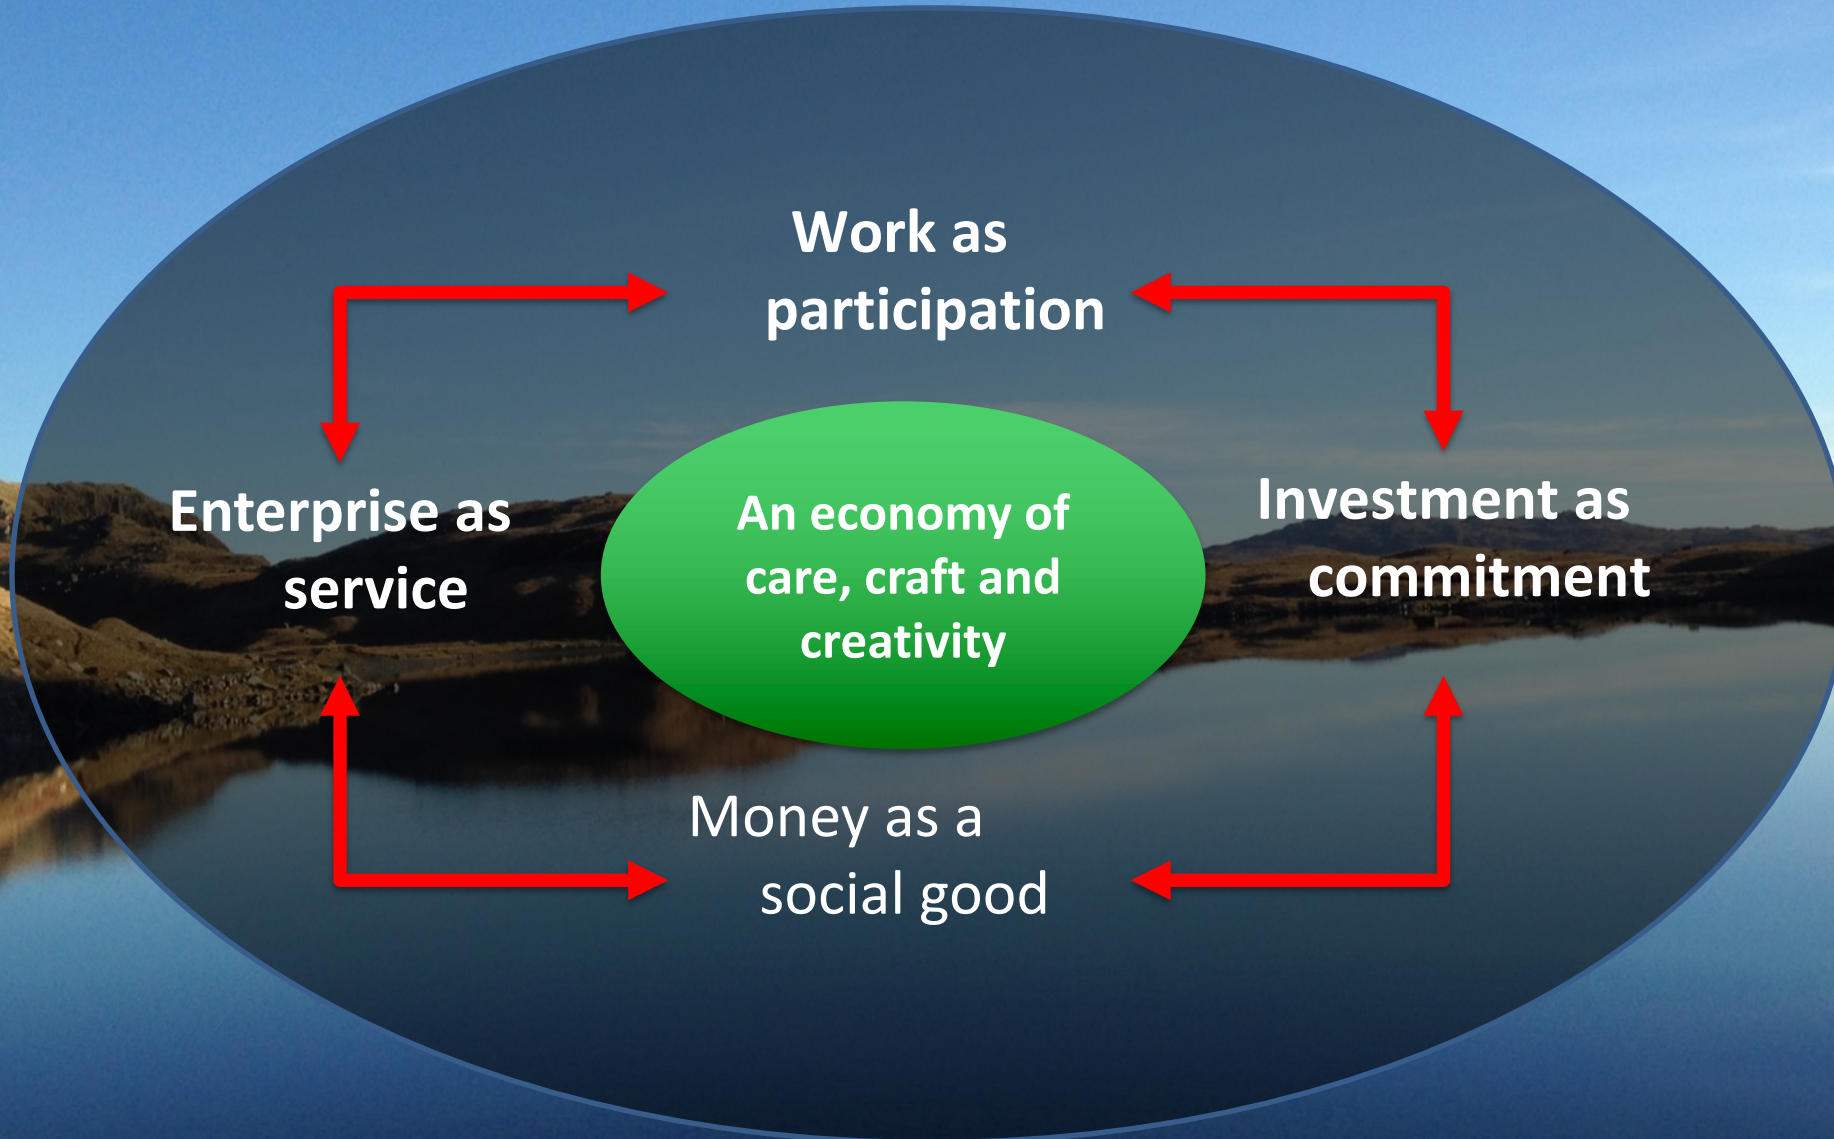 Work as
participation
Enterprise as
service
An economy of
care, craft and
creativity
Investment as
commitment
Money as a
social good